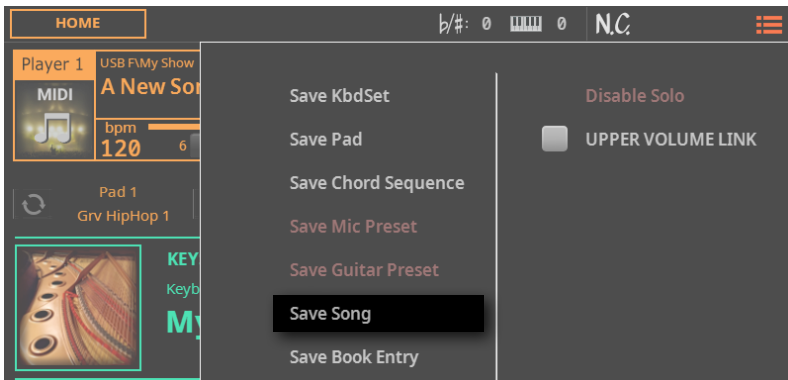 HOME
♭/#: 0
0
N.C.
Player 1
USB F\My Show
MIDI
A New Sor
bpm
120
6
Pad 1
Grv HipHop 1
KEY
Keyb
My
Save KbdSet
Save Pad
Save Chord Sequence
Save Mic Preset
Save Guitar Preset
Save Song
Save Book Entry
Disable Solo
UPPER VOLUME LINK